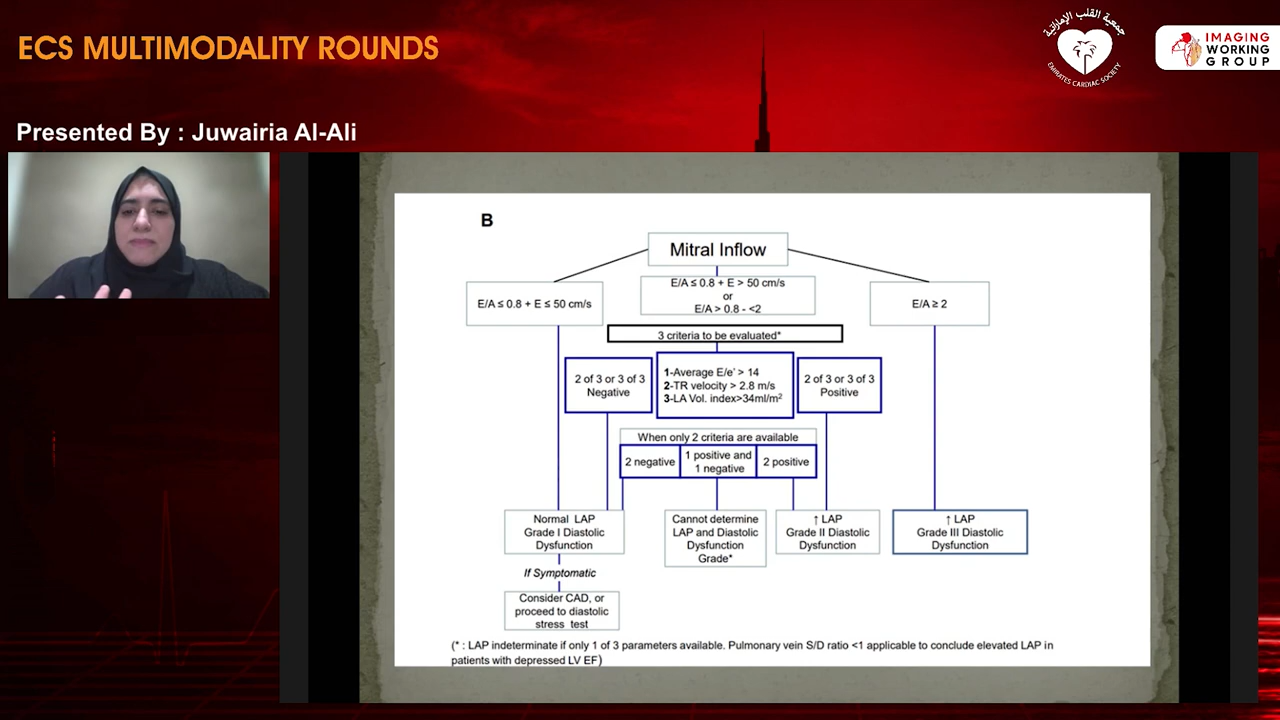 ECS MULTIMODALITY ROUNDS
جمعية القلب الإماراتية
EMIRATES CARDIAC SOCIETY
IMAGING
WORKING
GROUP
Presented By : Juwairia Al-Ali
B
Mitral Inflow
E/A ≤ 0.8 + E ≤ 50 cm/s
E/A ≤ 0.8 + E > 50 cm/s
or
E/A > 0.8 - <2
E/A ≥ 2
3 criteria to be evaluated*
2 of 3 or 3 of 3
Negative
1-Average E/e’ > 14
2-TR velocity > 2.8 m/s
3-LA Vol. index>34ml/m²
2 of 3 or 3 of 3
Positive
When only 2 criteria are available
2 negative
1 positive and
1 negative
2 positive
Normal LAP
Grade I Diastolic
Dysfunction
Cannot determine
LAP and Diastolic
Dysfunction
Grade*
↑ LAP
Grade II Diastolic
Dysfunction
↑ LAP
Grade III Diastolic
Dysfunction
If Symptomatic
Consider CAD, or
proceed to diastolic
stress test
(* : LAP indeterminate if only 1 of 3 parameters available. Pulmonary vein S/D ratio <1 applicable to conclude elevated LAP in
patients with depressed LV EF)